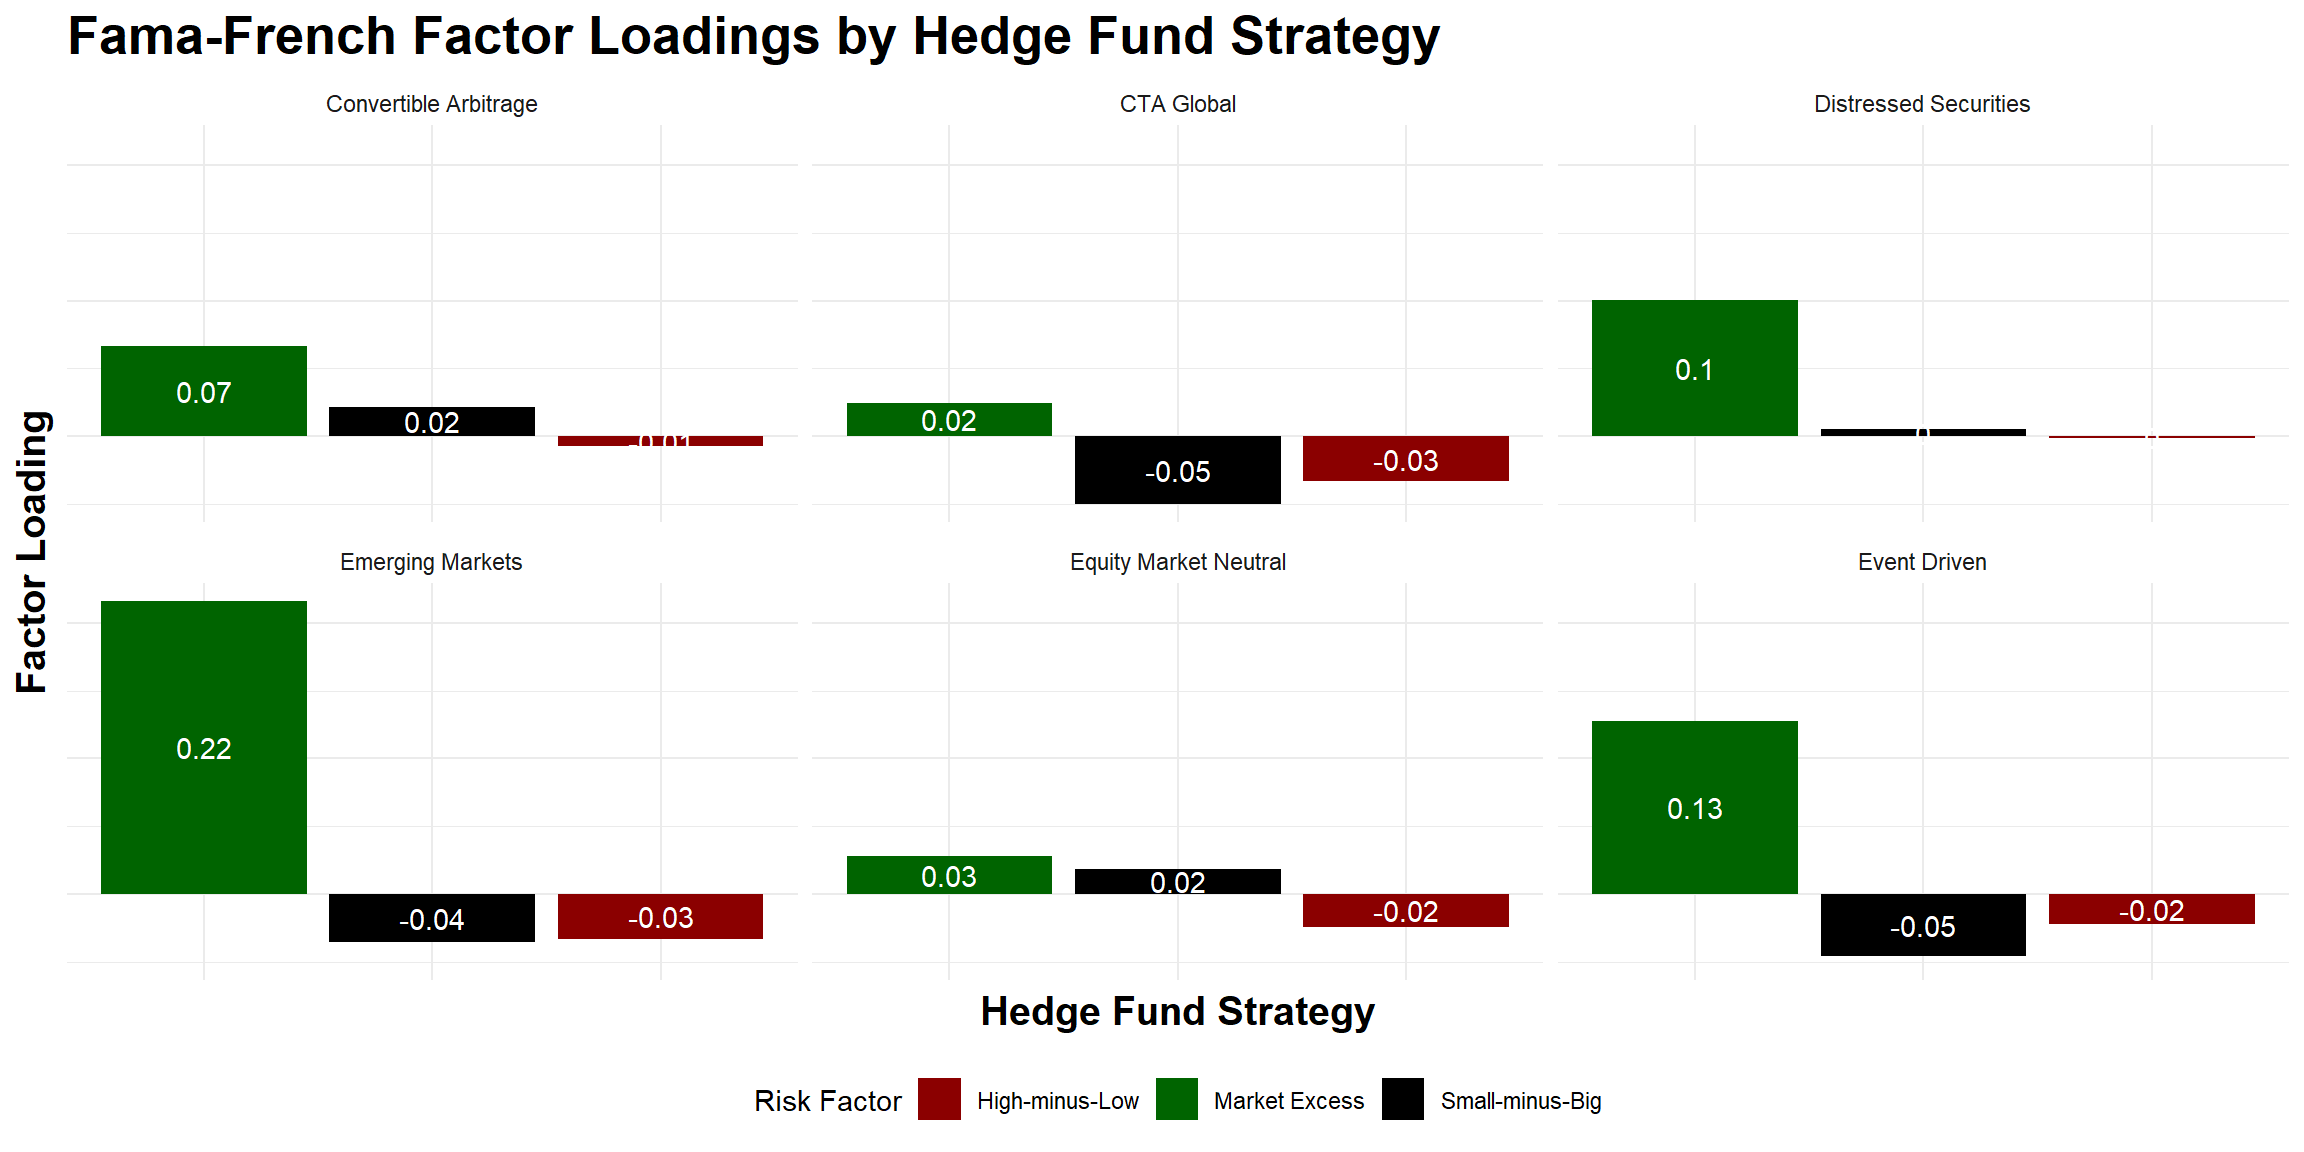 Fama-French Factor Loadings by Hedge Fund Strategy
Convertible Arbitrage
CTA Global
Distressed Securities
0.07
0.02
-0.01
0.02
-0.05
-0.03
0.1
0
Factor Loading
Emerging Markets
Equity Market Neutral
Event Driven
0.22
-0.04
-0.03
0.03
0.02
-0.02
0.13
-0.05
-0.02
Hedge Fund Strategy
Risk Factor
High-minus-Low
Market Excess
Small-minus-Big